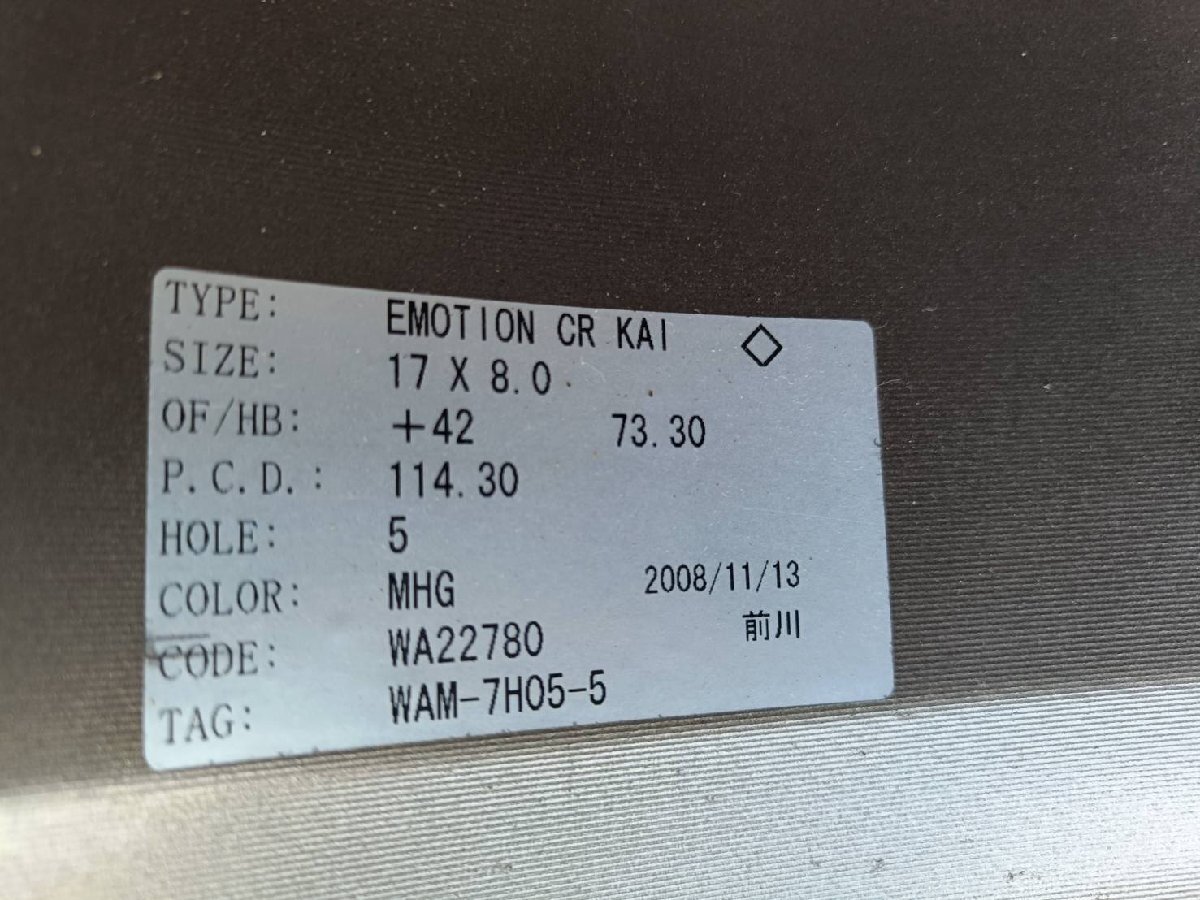 TYPE: EMOTION CR KAI ◇
SIZE: 17 X 8.0
OF/HB: +42 73.30
P.C.D.: 114.30
HOLE: 5
COLOR: MHG 2008/11/13
CODE: WA22780 前川
TAG: WAM-7H05-5